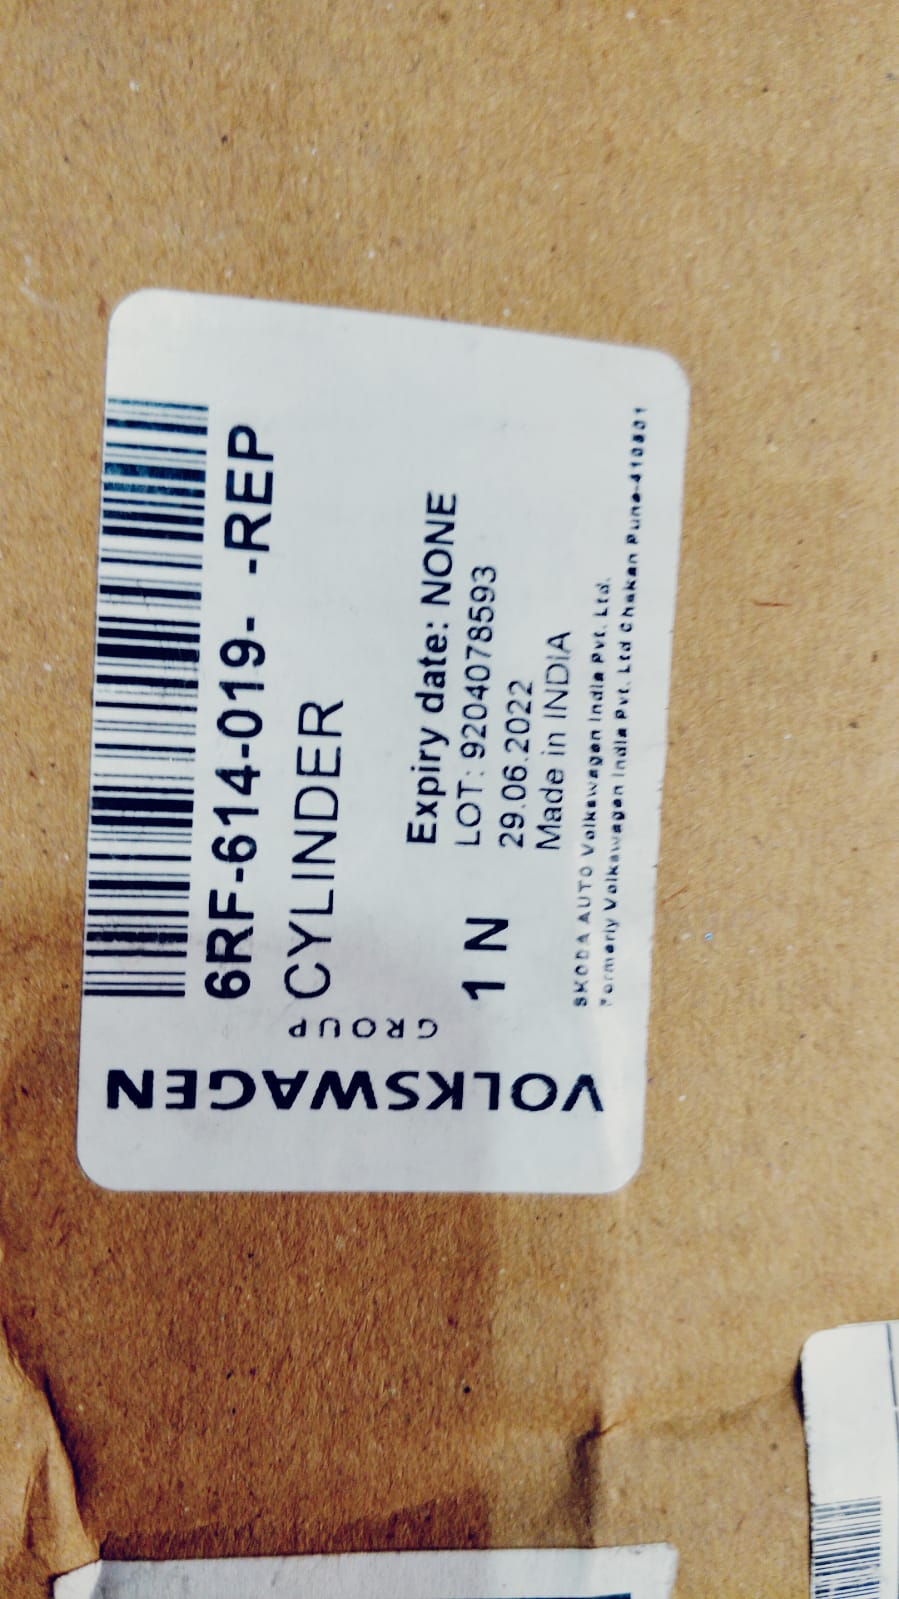 VOLKSWAGEN
GROUP
6RF-614-019- -REP
CYLINDER
Expiry date: NONE
LOT: 9204078593
1 N
29.06.2022
Made in INDIA
SKODA AUTO Volkswagen India Pvt. Ltd.
Formerly Volkswagen India Pvt. Ltd Chakan Pune-410501